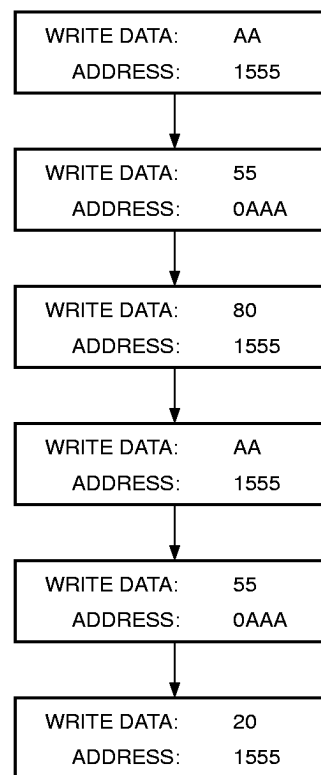 WRITE DATA: AA
ADDRESS: 1555
WRITE DATA: 55
ADDRESS: 0AAA
WRITE DATA: 80
ADDRESS: 1555
WRITE DATA: AA
ADDRESS: 1555
WRITE DATA: 55
ADDRESS: 0AAA
WRITE DATA: 20
ADDRESS: 1555